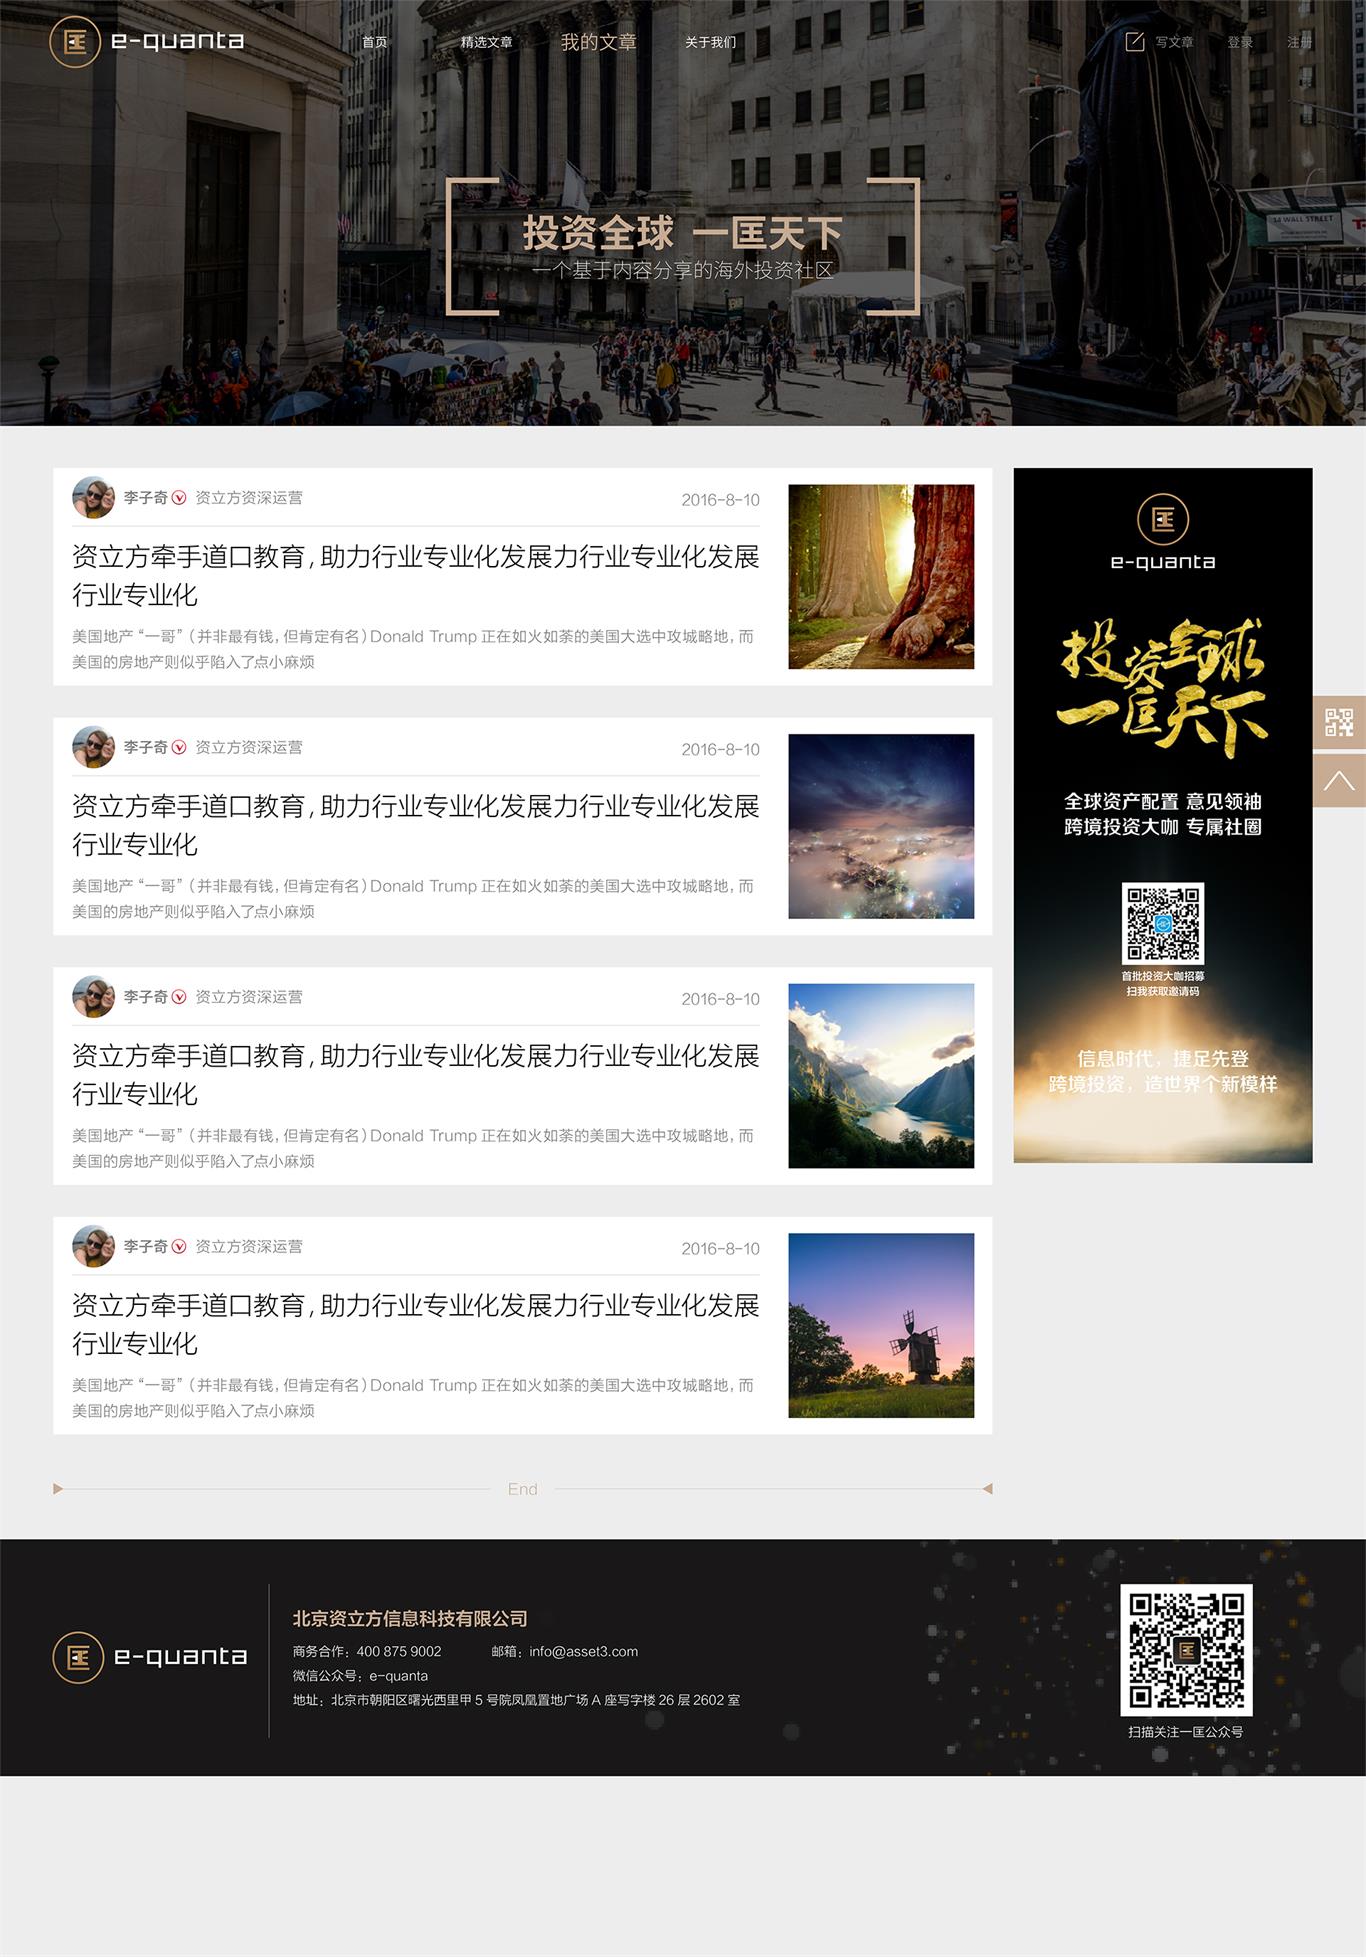 e-quanta
首页
精选文章
我的文章
关于我们
写文章
登录
注册
14 WALL STREET
投资全球 一匡天下
一个基于内容分享的海外投资社区
李子奇 资立方资深运营
2016-8-10
资立方牵手道口教育，助力行业专业化发展力行业专业化发展
行业专业化
美国地产“一哥”（并非最有钱，但肯定有名）Donald Trump 正在如火如荼的美国大选中攻城略地，而
美国的房地产则似乎陷入了点小麻烦
李子奇 资立方资深运营
2016-8-10
资立方牵手道口教育，助力行业专业化发展力行业专业化发展
行业专业化
美国地产“一哥”（并非最有钱，但肯定有名）Donald Trump 正在如火如荼的美国大选中攻城略地，而
美国的房地产则似乎陷入了点小麻烦
李子奇 资立方资深运营
2016-8-10
资立方牵手道口教育，助力行业专业化发展力行业专业化发展
行业专业化
美国地产“一哥”（并非最有钱，但肯定有名）Donald Trump 正在如火如荼的美国大选中攻城略地，而
美国的房地产则似乎陷入了点小麻烦
李子奇 资立方资深运营
2016-8-10
资立方牵手道口教育，助力行业专业化发展力行业专业化发展
行业专业化
美国地产“一哥”（并非最有钱，但肯定有名）Donald Trump 正在如火如荼的美国大选中攻城略地，而
美国的房地产则似乎陷入了点小麻烦
End
e-quanta
投资全球
一匡天下
全球资产配置 意见领袖
跨境投资大咖 专属社圈
首批投资大咖招募
扫我获取邀请码
信息时代，捷足先登
跨境投资，造世界个新模样
e-quanta
北京资立方信息科技有限公司
商务合作：400 875 9002 邮箱：info@asset3.com
微信公众号：e-quanta
地址：北京市朝阳区曙光西里甲 5 号院凤凰置地广场 A 座写字楼 26 层 2602 室
扫描关注一匡公众号